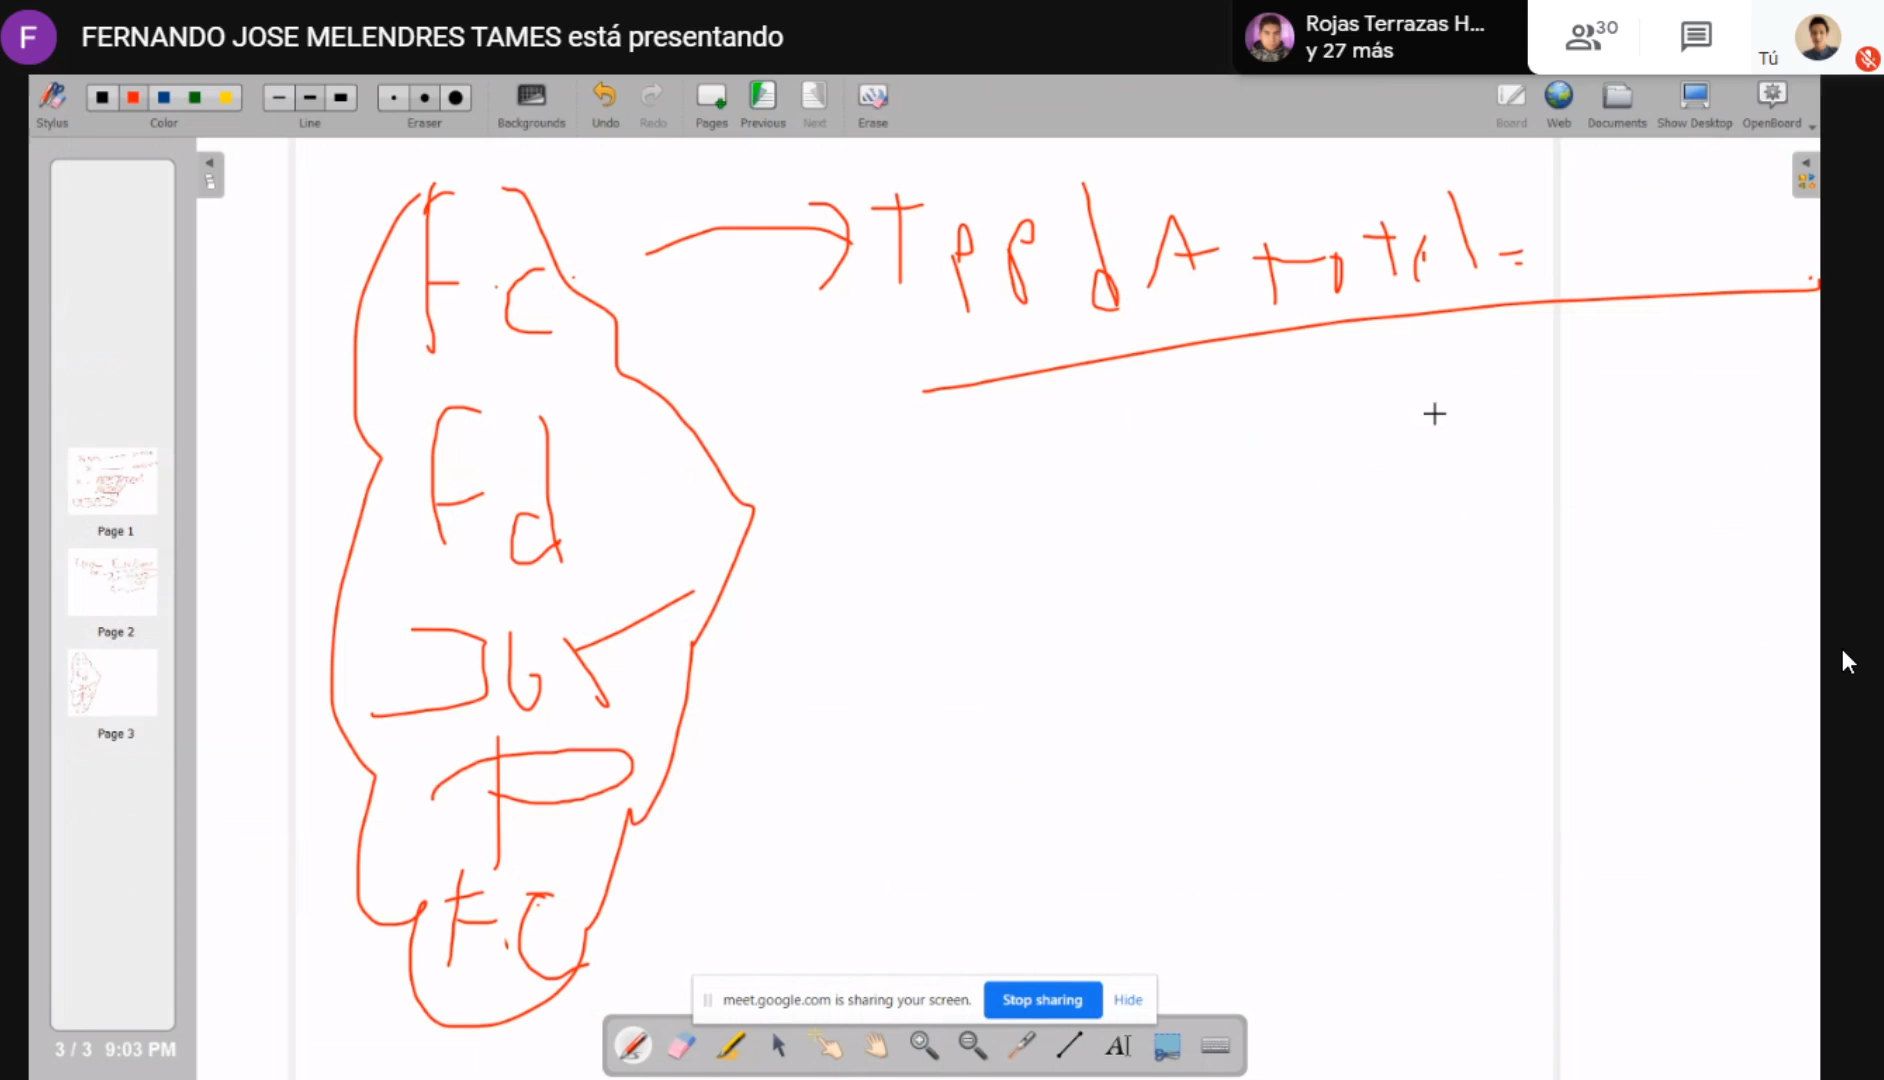 F FERNANDO JOSE MELENDRES TAMES está presentando
Rojas Terrazas H...
y 27 más
30
Tú
Stylus Color Line Eraser Backgrounds Undo Redo Pages Previous Next Erase Board Web Documents Show Desktop OpenBoard
F.C → TPPdA total =
Fd
F.C
Page 1
Page 2
Page 3
3 / 3 9:03 PM
meet.google.com is sharing your screen. Stop sharing Hide